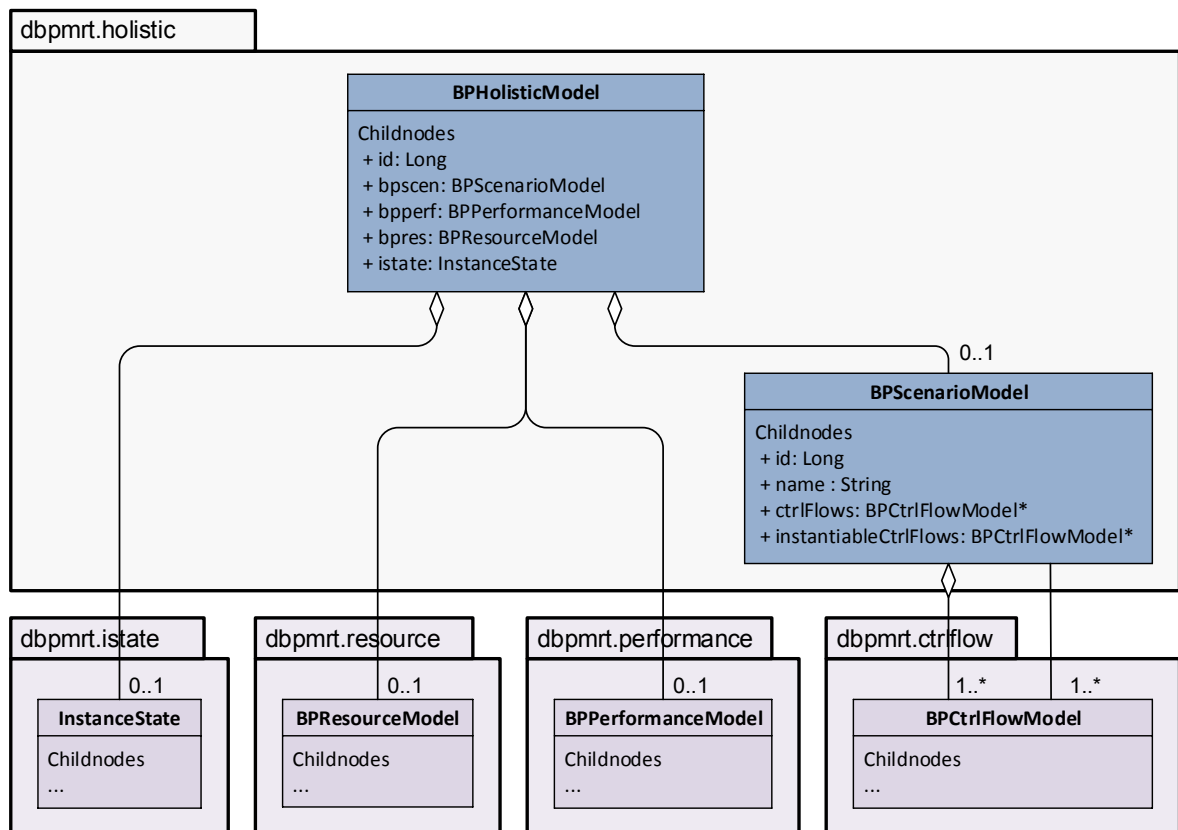 dbpmrt.holistic
BPHolisticModel
Childnodes
+ id: Long
+ bpscen: BPScenarioModel
+ bpperf: BPPerformanceModel
+ bpres: BPResourceModel
+ istate: InstanceState
0..1
BPScenarioModel
Childnodes
+ id: Long
+ name : String
+ ctrlFlows: BPCtrlFlowModel*
+ instantiableCtrlFlows: BPCtrlFlowModel*
dbpmrt.istate
0..1
InstanceState
Childnodes
...
dbpmrt.resource
0..1
BPResourceModel
Childnodes
...
dbpmrt.performance
0..1
BPPerformanceModel
Childnodes
...
dbpmrt.ctrlflow
1..*
1..*
BPCtrlFlowModel
Childnodes
...